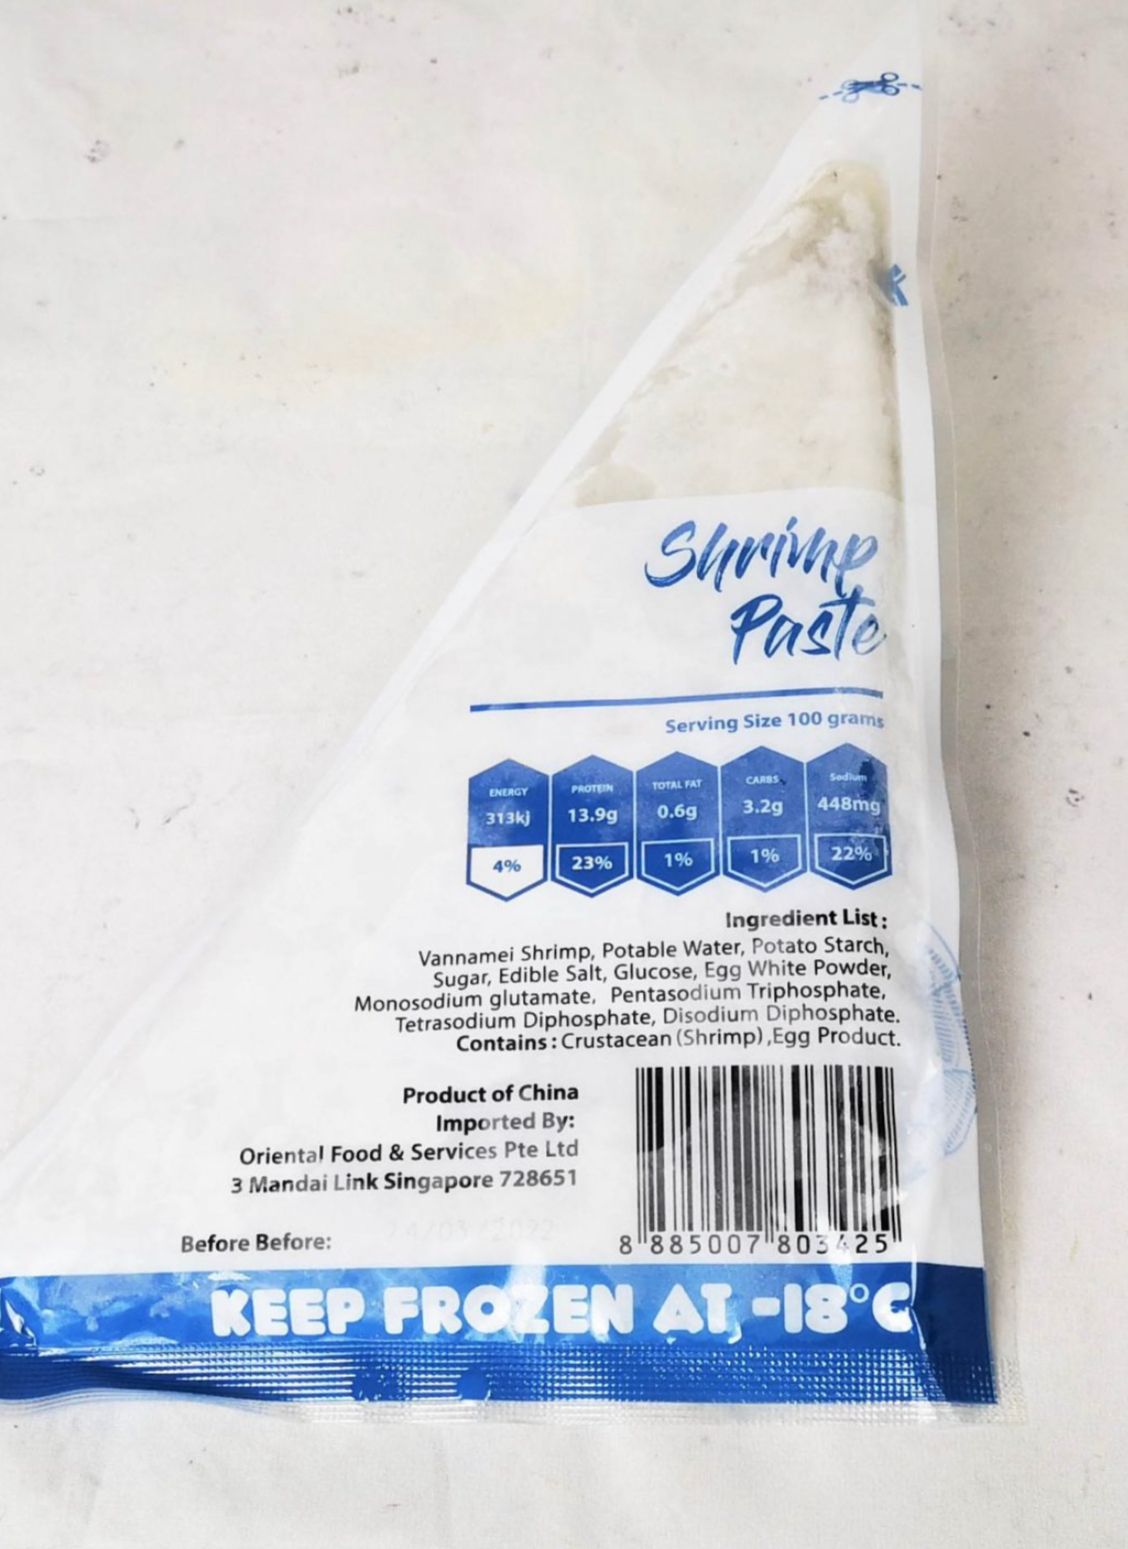 Shrimp
Paste
Serving Size 100 grams
ENERGY
313kj
4%
PROTEIN
13.9g
23%
TOTAL FAT
0.6g
1%
CARBS
3.2g
1%
Sodium
448mg
22%
Ingredient List:
Vannamei Shrimp, Potable Water, Potato Starch,
Sugar, Edible Salt, Glucose, Egg White Powder,
Monosodium glutamate, Pentasodium Triphosphate,
Tetrasodium Diphosphate, Disodium Diphosphate.
Contains: Crustacean (Shrimp), Egg Product.
Product of China
Imported By:
Oriental Food & Services Pte Ltd
3 Mandai Link Singapore 728651
Before Before:
8 885007 803425
KEEP FROZEN AT -18°C